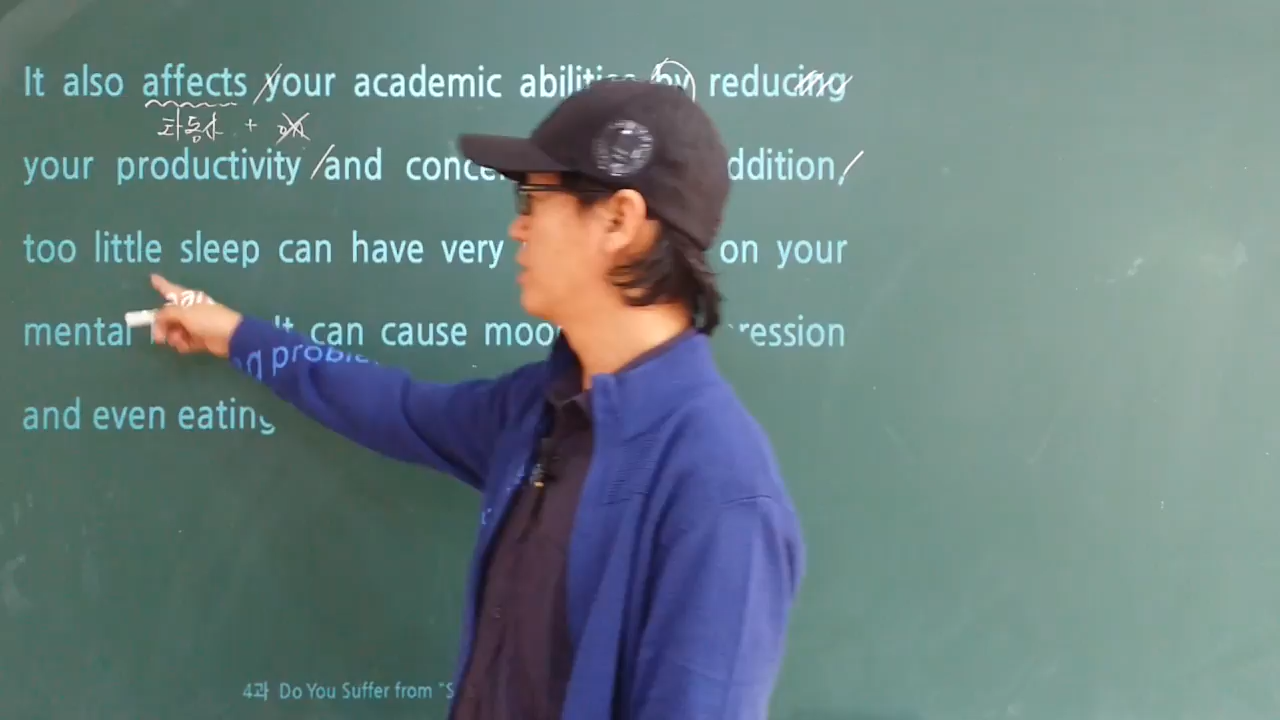 It also affects your academic abilities by reducing
타동사 +
your productivity and conce ddition,
too little sleep can have very on your
mental It can cause moo ression
and even eating problem
4과 Do You Suffer from "S